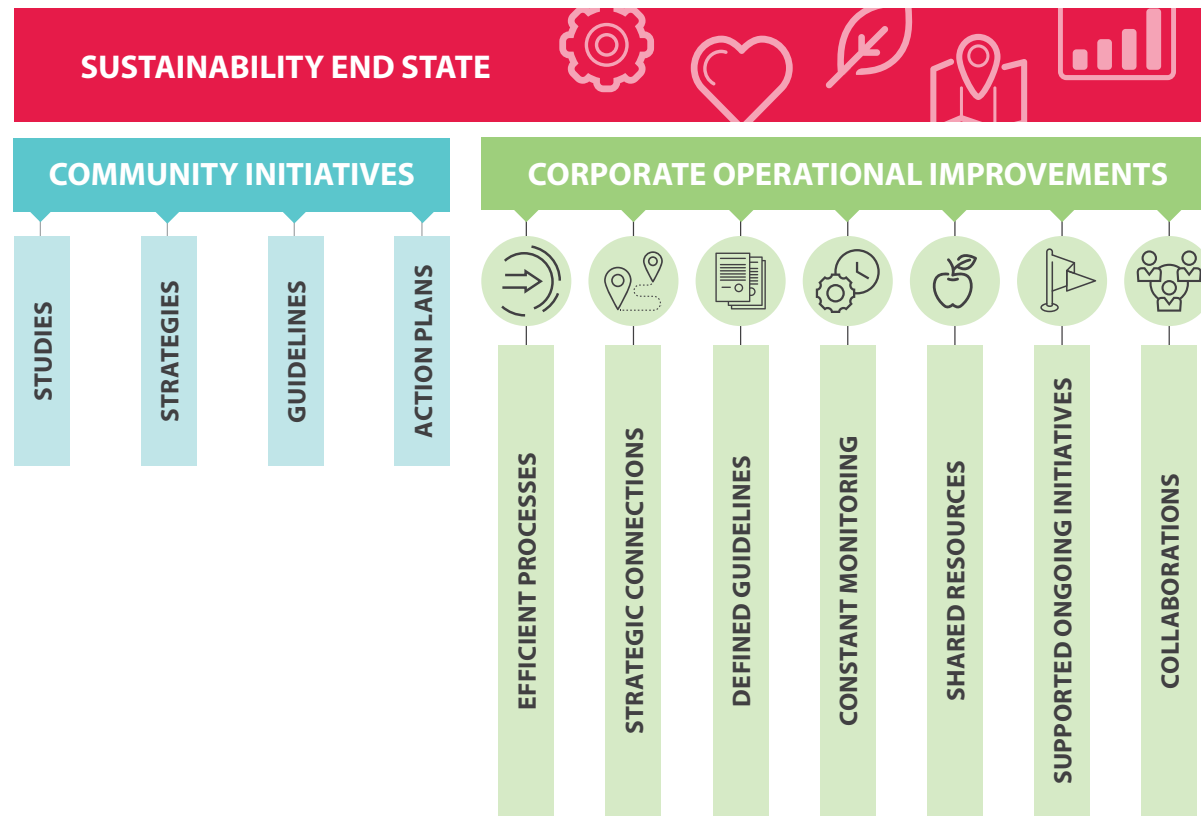 SUSTAINABILITY END STATE
COMMUNITY INITIATIVES
CORPORATE OPERATIONAL IMPROVEMENTS
STUDIES
STRATEGIES
GUIDELINES
ACTION PLANS
EFFICIENT PROCESSES
STRATEGIC CONNECTIONS
DEFINED GUIDELINES
CONSTANT MONITORING
SHARED RESOURCES
SUPPORTED ONGOING INITIATIVES
COLLABORATIONS